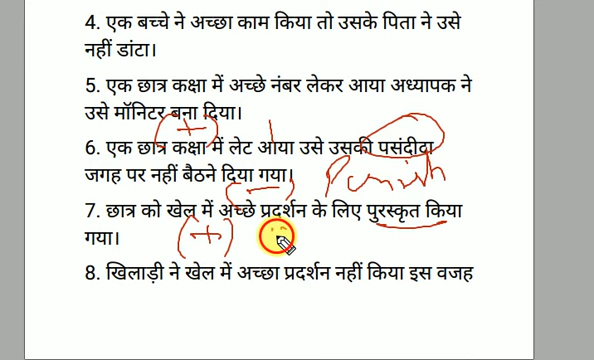 4. एक बच्चे ने अच्छा काम किया तो उसके पिता ने उसे
नहीं डांटा।
5. एक छात्र कक्षा में अच्छे नंबर लेकर आया अध्यापक ने
उसे मॉनिटर बना दिया।
(+)
6. एक छात्र कक्षा में लेट आया उसे उसकी पसंदीदा
जगह पर नहीं बैठने दिया गया।
(-) Punish
7. छात्र को खेल में अच्छे प्रदर्शन के लिए पुरस्कृत किया
गया।
(+)
8. खिलाड़ी ने खेल में अच्छा प्रदर्शन नहीं किया इस वजह